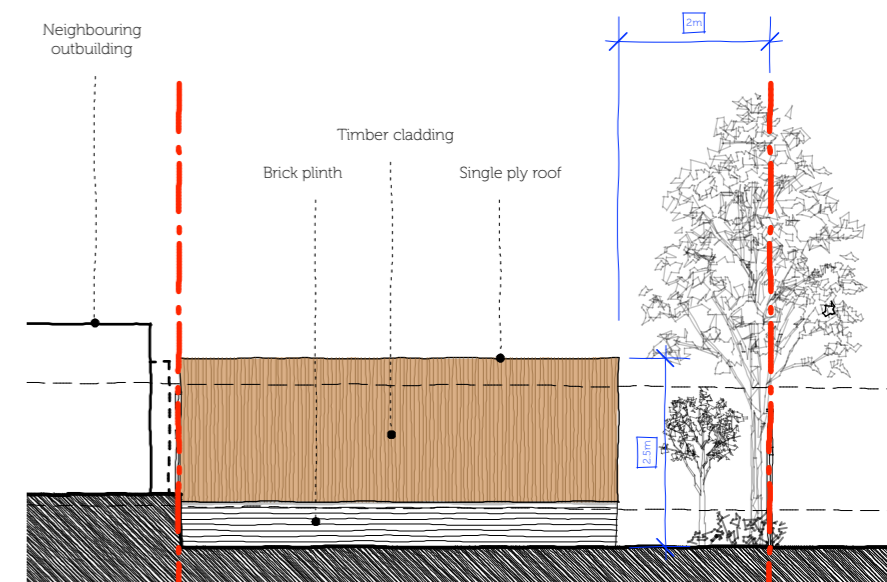 2m
Neighbouring
outbuilding
Timber cladding
Brick plinth
Single ply roof
2.5m